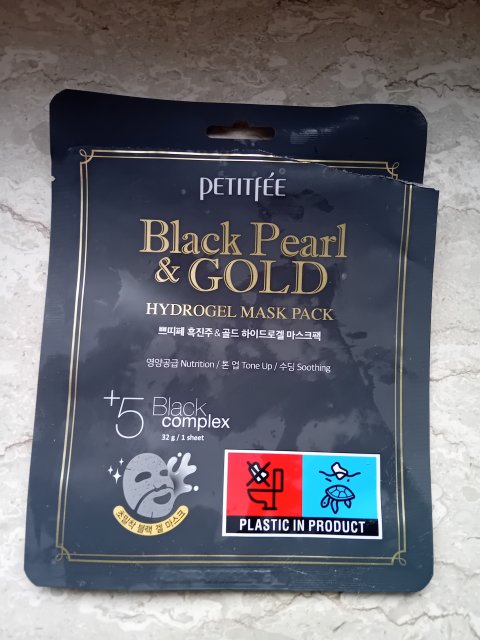 PETITFÉE
Black Pearl
& GOLD
HYDROGEL MASK PACK
쁘띠페 흑진주&골드 하이드로겔 마스크팩
영양공급 Nutrition / 톤 업 Tone Up / 수딩 Soothing
+5 Black
complex
32 g / 1 sheet
초밀착 블랙 겔 마스크
PLASTIC IN PRODUCT